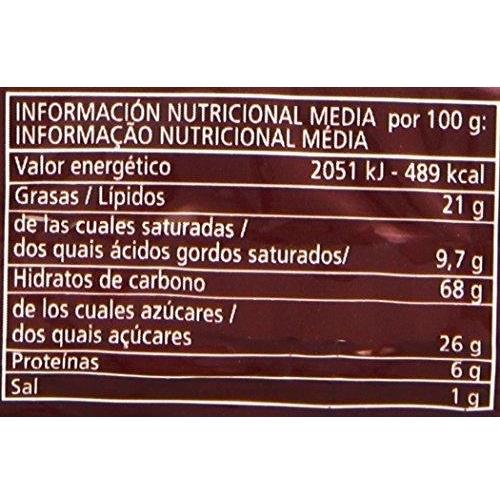 INFORMACIÓN NUTRICIONAL MEDIA por 100 g:
INFORMAÇÃO NUTRICIONAL MÉDIA
Valor energético 2051 kJ - 489 kcal
Grasas / Lípidos 21 g
de las cuales saturadas /
dos quais ácidos gordos saturados/ 9,7 g
Hidratos de carbono 68 g
de los cuales azúcares /
dos quais açúcares 26 g
Proteínas 6 g
Sal 1 g